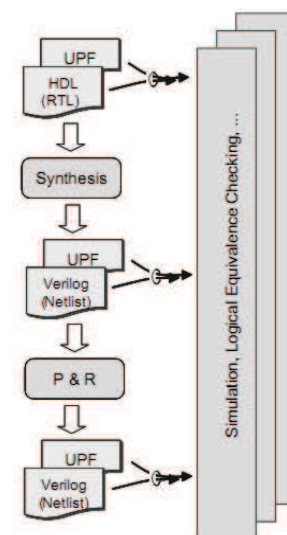 UPF
HDL
(RTL)
Synthesis
UPF
Verilog
(Netlist)
P & R
UPF
Verilog
(Netlist)
Simulation, Logical Equivalence Checking, ...